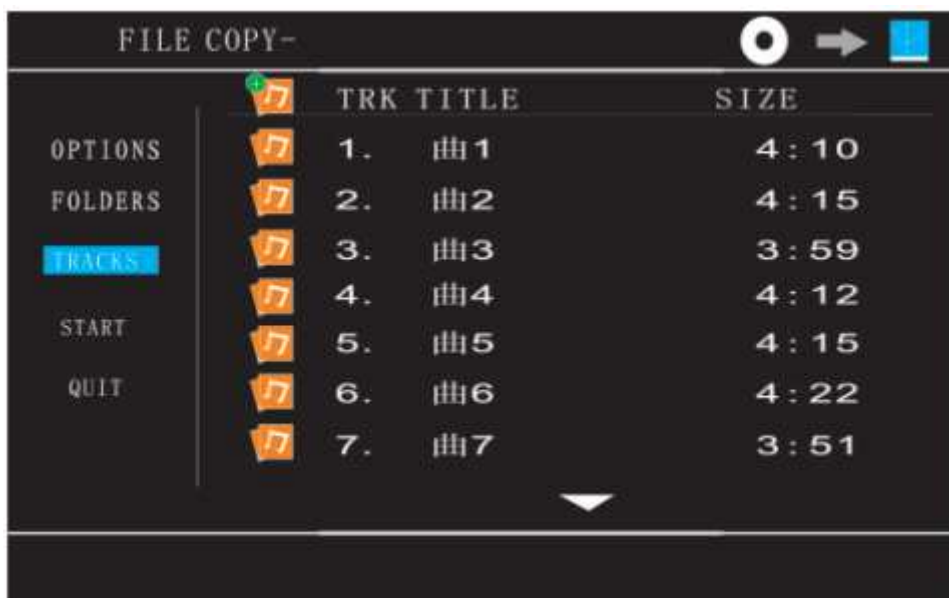 FILE COPY-
TRK TITLE SIZE
OPTIONS
FOLDERS
TRACKS
START
QUIT
1. 曲1 4:10
2. 曲2 4:15
3. 曲3 3:59
4. 曲4 4:12
5. 曲5 4:15
6. 曲6 4:22
7. 曲7 3:51